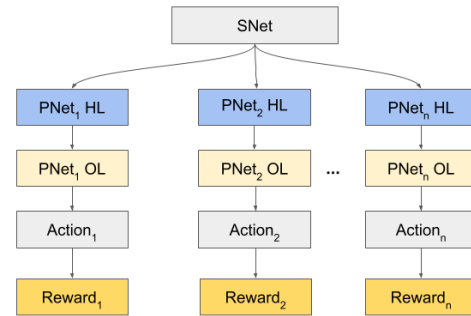 SNet
PNet₁ HL
PNet₂ HL
PNetₙ HL
PNet₁ OL
PNet₂ OL
...
PNetₙ OL
Action₁
Action₂
Actionₙ
Reward₁
Reward₂
Rewardₙ